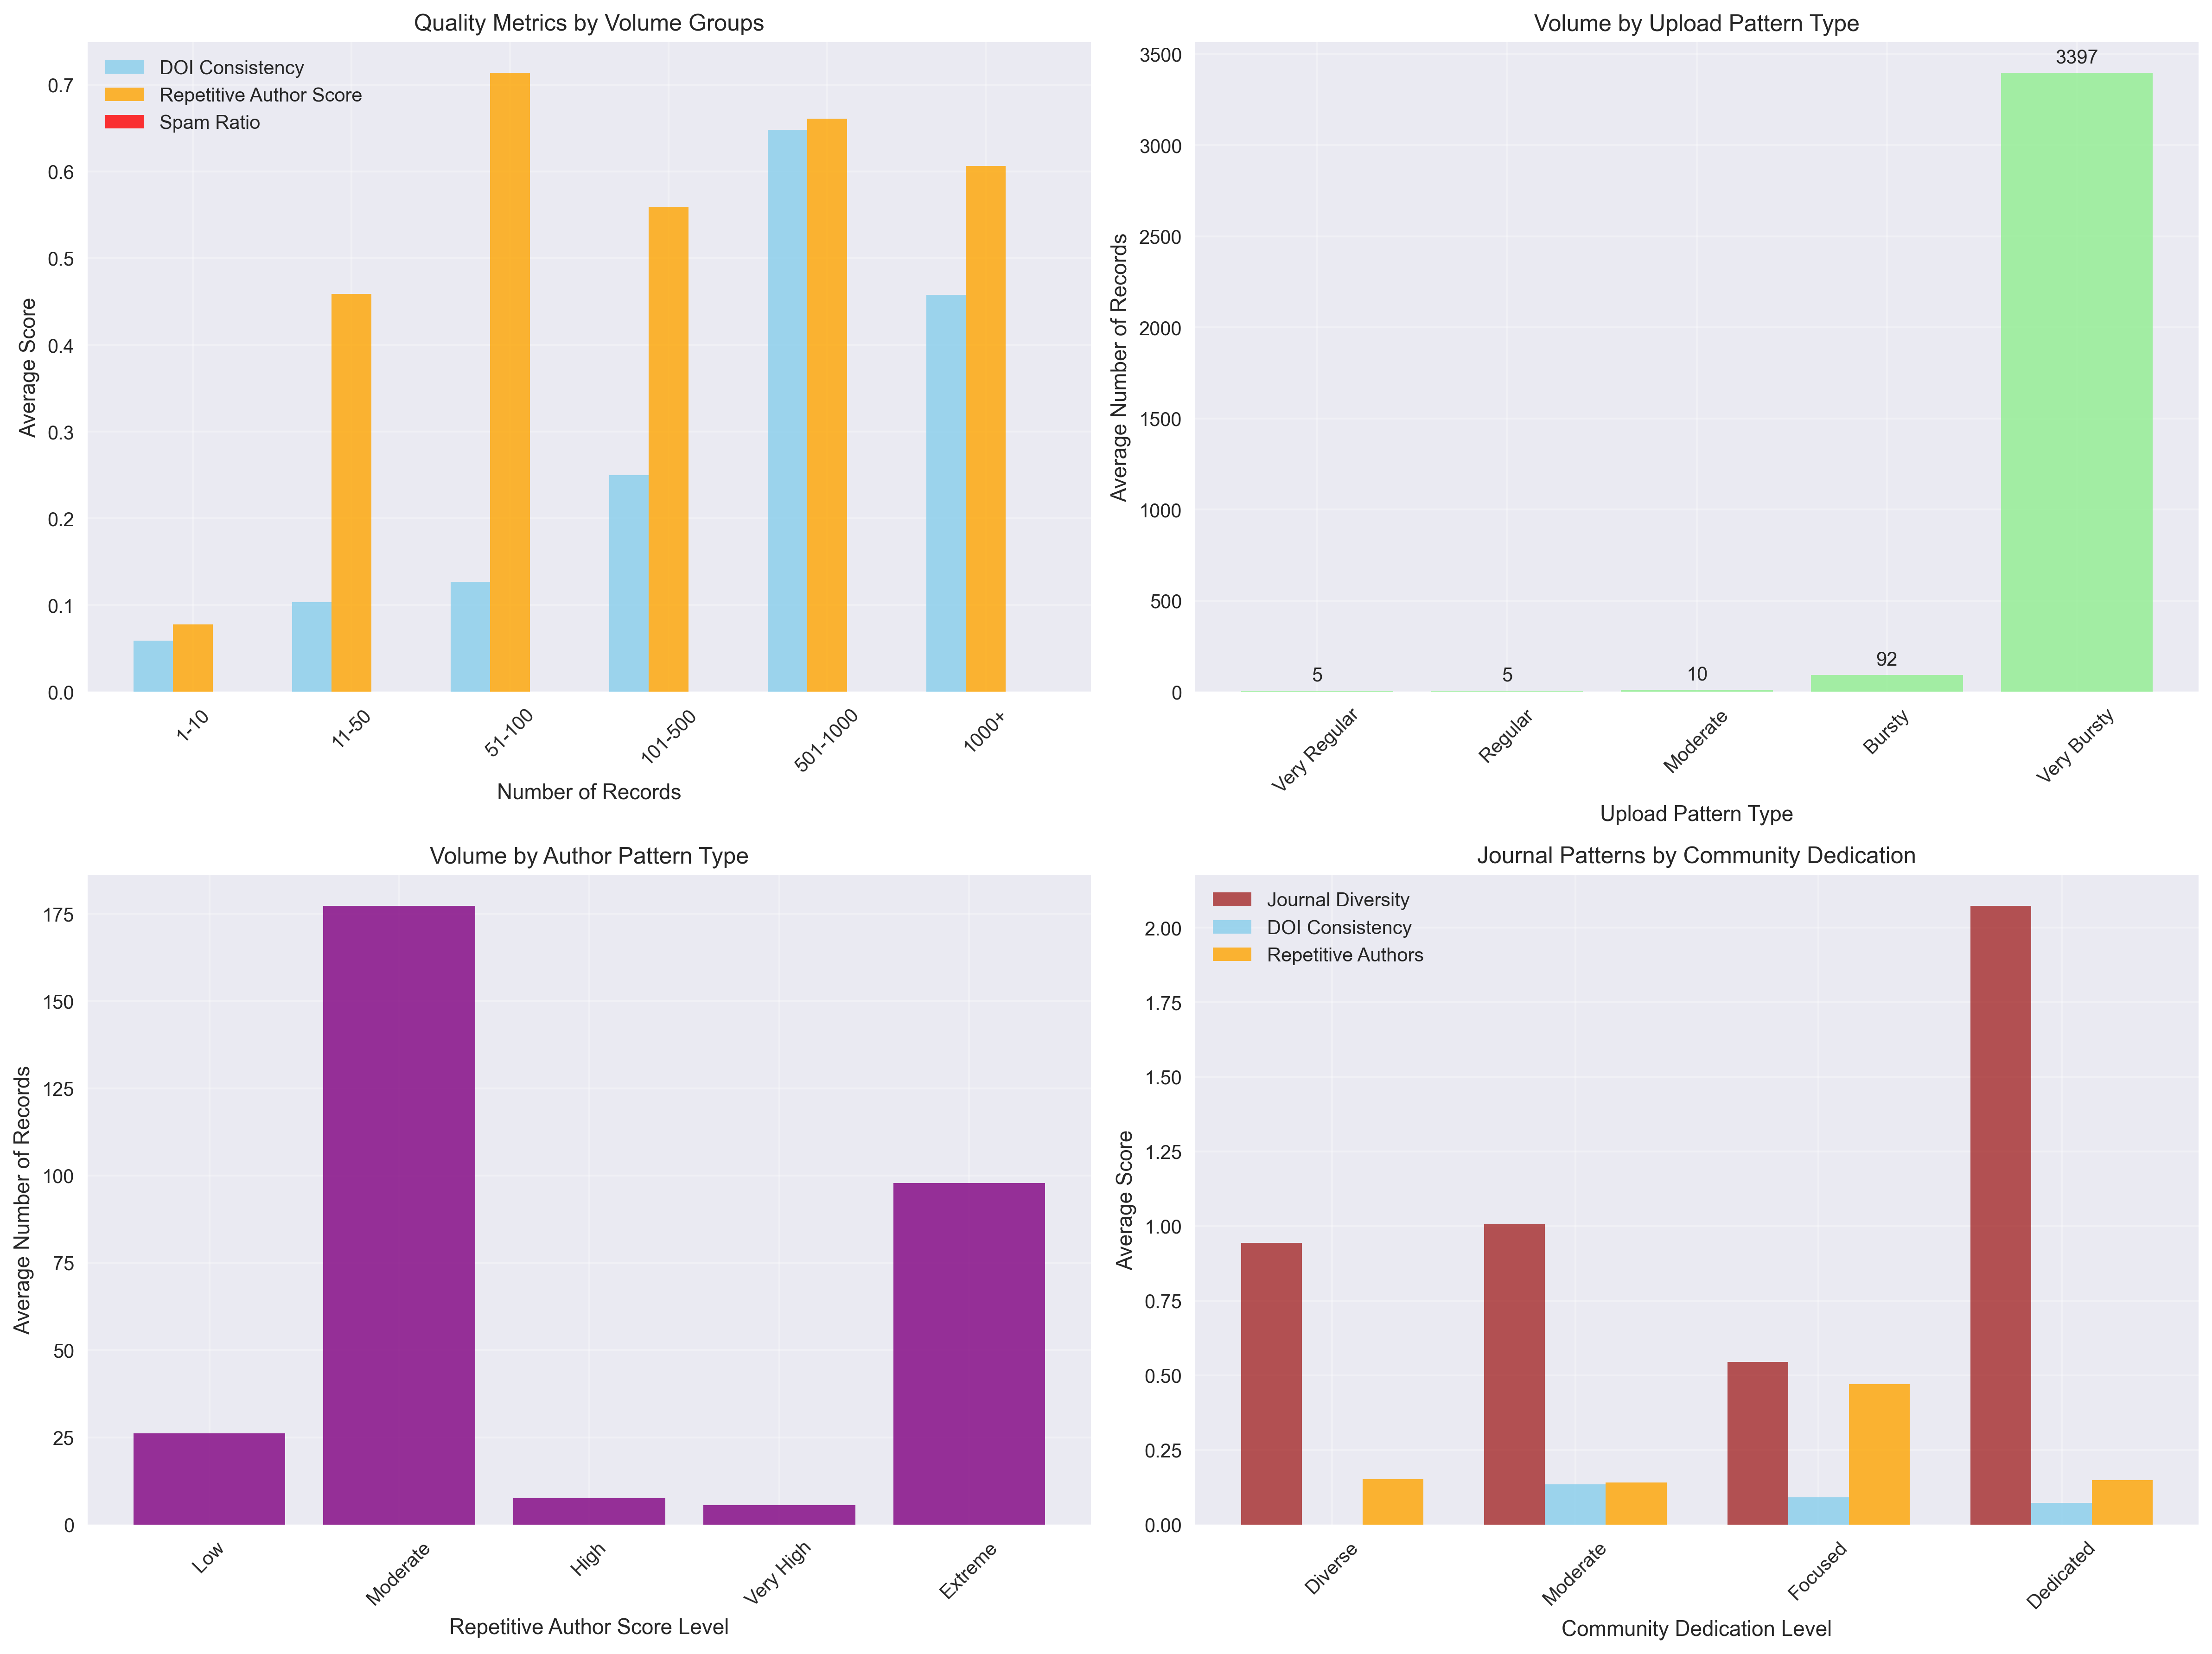 Quality Metrics by Volume Groups
DOI Consistency
Repetitive Author Score
Spam Ratio
Average Score
0.7
0.6
0.5
0.4
0.3
0.2
0.1
0.0
1-10
11-50
51-100
101-500
501-1000
1000+
Number of Records
Volume by Upload Pattern Type
Average Number of Records
3500
3000
2500
2000
1500
1000
500
0
5
5
10
92
3397
Very Regular
Regular
Moderate
Bursty
Very Bursty
Upload Pattern Type
Volume by Author Pattern Type
Average Number of Records
175
150
125
100
75
50
25
0
Low
Moderate
High
Very High
Extreme
Repetitive Author Score Level
Journal Patterns by Community Dedication
Journal Diversity
DOI Consistency
Repetitive Authors
Average Score
2.00
1.75
1.50
1.25
1.00
0.75
0.50
0.25
0.00
Diverse
Moderate
Focused
Dedicated
Community Dedication Level